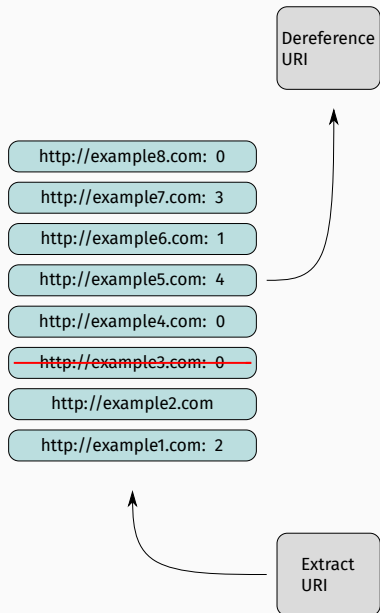 Dereference
URI
http://example8.com: 0
http://example7.com: 3
http://example6.com: 1
http://example5.com: 4
http://example4.com: 0
http://example3.com: 0
http://example2.com
http://example1.com: 2
Extract
URI